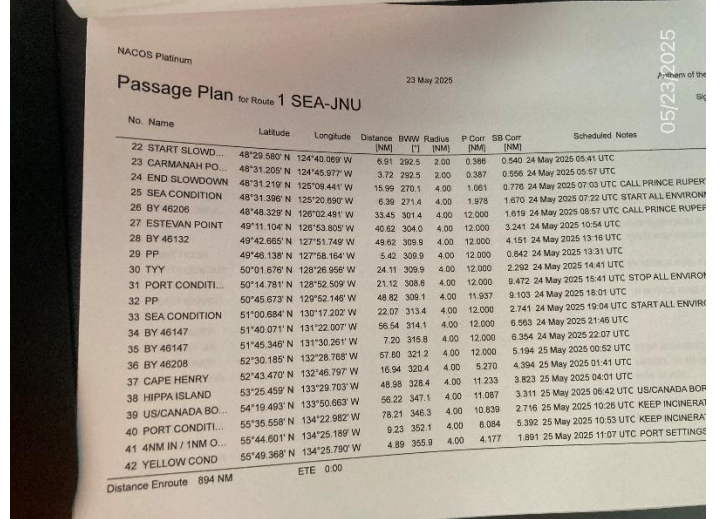 NACOS Platinum
23 May 2025
Anthem of the
Passage Plan for Route 1 SEA-JNU
Sig
05/23/2025
No. Name Latitude Longitude Distance [NM] BWW [°] Radius [NM] P Corr [NM] SB Corr [NM] Scheduled Notes
22 START SLOWD... 48°29.580' N 124°40.069' W 6.91 292.5 2.00 0.386 0.540 24 May 2025 05:41 UTC
23 CARMANAH PO... 48°31.205' N 124°45.977' W 3.72 292.5 2.00 0.387 0.556 24 May 2025 05:57 UTC
24 END SLOWDOWN 48°31.219' N 125°09.441' W 15.99 270.1 4.00 1.061 0.778 24 May 2025 07:03 UTC CALL PRINCE RUPER
25 SEA CONDITION 48°31.396' N 125°20.690' W 6.39 271.4 4.00 1.978 1.670 24 May 2025 07:22 UTC START ALL ENVIRON
26 BY 46206 48°48.329' N 126°02.491' W 33.45 301.4 4.00 12.000 1.619 24 May 2025 08:57 UTC CALL PRINCE RUPER
27 ESTEVAN POINT 49°11.104' N 126°53.805' W 40.62 304.0 4.00 12.000 3.241 24 May 2025 10:54 UTC
28 BY 46132 49°42.665' N 127°51.749' W 49.62 309.9 4.00 12.000 4.151 24 May 2025 13:16 UTC
29 PP 49°46.138' N 127°58.164' W 5.42 309.9 4.00 12.000 0.842 24 May 2025 13:31 UTC
30 TYY 50°01.676' N 128°26.956' W 24.11 309.9 4.00 12.000 2.292 24 May 2025 14:41 UTC
31 PORT CONDITI... 50°14.781' N 128°52.509' W 21.12 308.6 4.00 12.000 9.472 24 May 2025 15:41 UTC STOP ALL ENVIRON
32 PP 50°45.673' N 129°52.146' W 48.82 309.1 4.00 11.937 9.103 24 May 2025 18:01 UTC
33 SEA CONDITION 51°00.684' N 130°17.202' W 22.07 313.4 4.00 12.000 2.741 24 May 2025 19:04 UTC START ALL ENVIRO
34 BY 46147 51°40.071' N 131°22.007' W 56.54 314.1 4.00 12.000 6.563 24 May 2025 21:46 UTC
35 BY 46147 51°45.346' N 131°30.261' W 7.20 315.8 4.00 12.000 6.354 24 May 2025 22:07 UTC
36 BY 46208 52°30.185' N 132°28.768' W 57.80 321.2 4.00 12.000 5.194 25 May 2025 00:52 UTC
37 CAPE HENRY 52°43.470' N 132°46.797' W 16.94 320.4 4.00 5.270 4.394 25 May 2025 01:41 UTC
38 HIPPA ISLAND 53°25.459' N 133°29.703' W 48.98 328.4 4.00 11.233 3.823 25 May 2025 04:01 UTC
39 US/CANADA BO... 54°19.493' N 133°50.663' W 56.22 347.1 4.00 11.087 3.311 25 May 2025 06:42 UTC US/CANADA BOR
40 PORT CONDITI... 55°35.558' N 134°22.982' W 78.21 346.3 4.00 10.839 2.716 25 May 2025 10:26 UTC KEEP INCINERA
41 4NM IN / 1NM O... 55°44.601' N 134°25.189' W 9.23 352.1 4.00 8.084 5.392 25 May 2025 10:53 UTC KEEP INCINERA
42 YELLOW COND 55°49.368' N 134°25.790' W 4.89 355.9 4.00 4.177 1.891 25 May 2025 11:07 UTC PORT SETTINGS
Distance Enroute 894 NM ETE 0:00